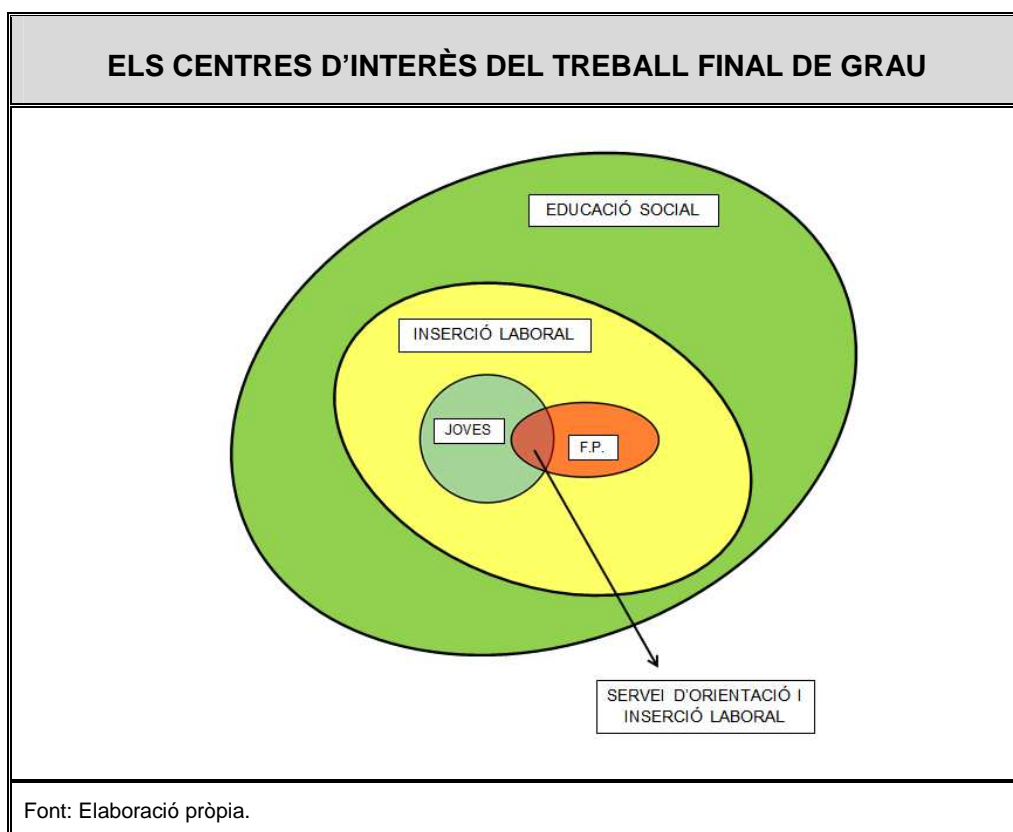 ELS CENTRES D'INTERÈS DEL TREBALL FINAL DE GRAU
EDUCACIÓ SOCIAL
INSERCIÓ LABORAL
JOVES
F.P.
SERVEI D'ORIENTACIÓ I
INSERCIÓ LABORAL
Font: Elaboració pròpia.